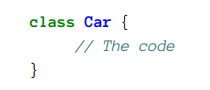 class Car {
// The code
}